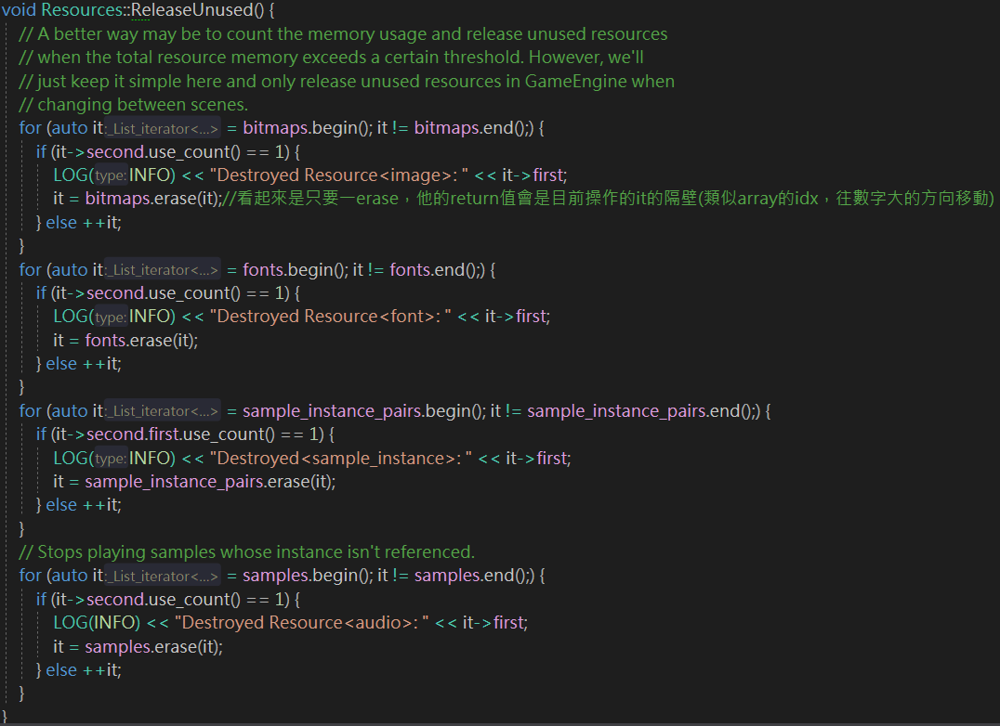 void Resources::ReleaseUnused() {
// A better way may be to count the memory usage and release unused resources
// when the total resource memory exceeds a certain threshold. However, we'll
// just keep it simple here and only release unused resources in GameEngine when
// changing between scenes.
for (auto it:_List_iterator<...> = bitmaps.begin(); it != bitmaps.end();) {
if (it->second.use_count() == 1) {
LOG(type:INFO) << "Destroyed Resource<image>: " << it->first;
it = bitmaps.erase(it);//看起來是只要一erase，他的return值會是目前操作的it的隔壁(類似array的idx，往數字大的方向移動)
} else ++it;
}
for (auto it:_List_iterator<...> = fonts.begin(); it != fonts.end();) {
if (it->second.use_count() == 1) {
LOG(type:INFO) << "Destroyed Resource<font>: " << it->first;
it = fonts.erase(it);
} else ++it;
}
for (auto it:_List_iterator<...> = sample_instance_pairs.begin(); it != sample_instance_pairs.end();) {
if (it->second.first.use_count() == 1) {
LOG(type:INFO) << "Destroyed<sample_instance>: " << it->first;
it = sample_instance_pairs.erase(it);
} else ++it;
}
// Stops playing samples whose instance isn't referenced.
for (auto it:_List_iterator<...> = samples.begin(); it != samples.end();) {
if (it->second.use_count() == 1) {
LOG(INFO) << "Destroyed Resource<audio>: " << it->first;
it = samples.erase(it);
} else ++it;
}
}